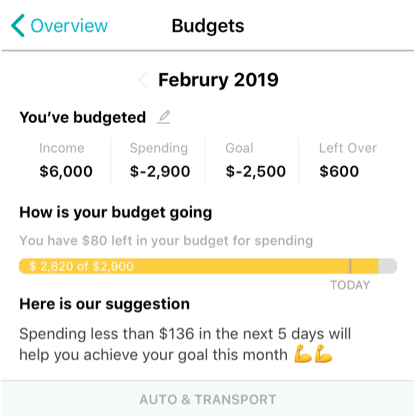 Overview Budgets
Februry 2019
You've budgeted
Income Spending Goal Left Over
$6,000 $-2,900 $-2,500 $600
How is your budget going
You have $80 left in your budget for spending
$ 2,820 of $2,900
TODAY
Here is our suggestion
Spending less than $136 in the next 5 days will
help you achieve your goal this month 💪💪
AUTO & TRANSPORT